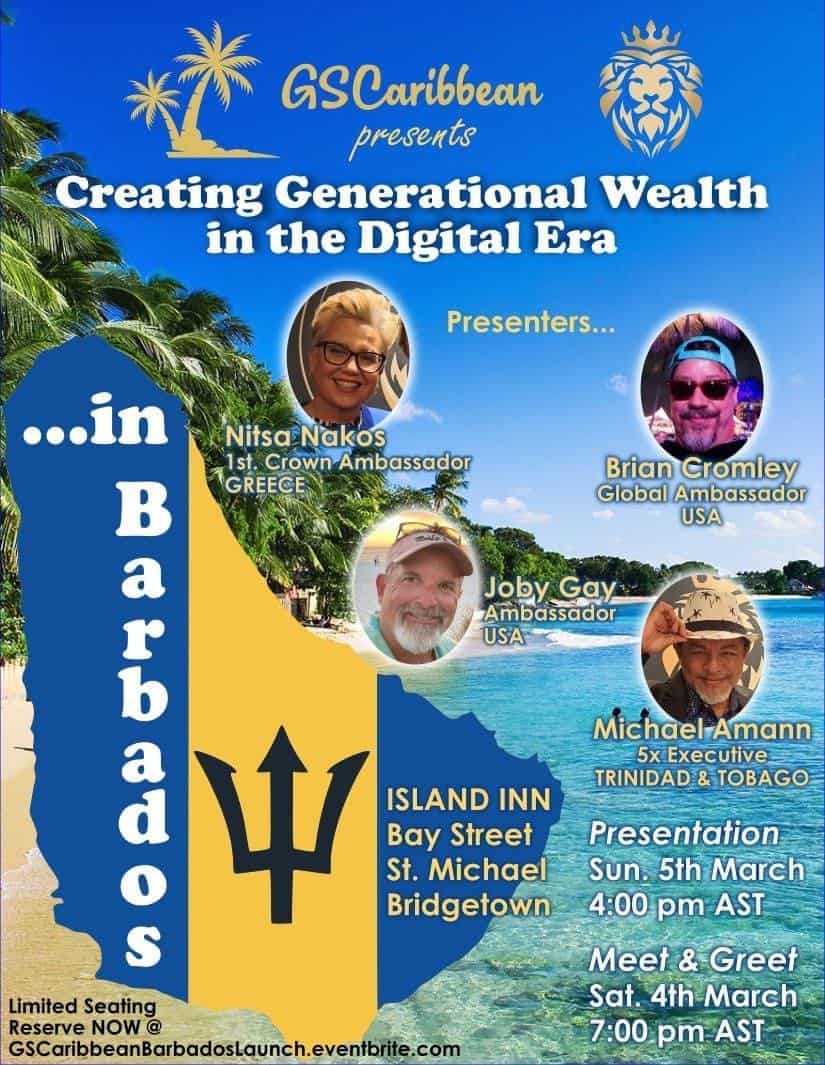 GSCaribbean
presents
Creating Generational Wealth
in the Digital Era
Presenters...
...in
Barbados
Nitsa Nakos
1st. Crown Ambassador
GREECE
Brian Cromley
Global Ambassador
USA
Joby Gay
Ambassador
USA
Michael Amann
5x Executive
TRINIDAD & TOBAGO
ISLAND INN
Bay Street
St. Michael
Bridgetown
Presentation
Sun. 5th March
4:00 pm AST
Meet & Greet
Sat. 4th March
7:00 pm AST
Limited Seating
Reserve NOW @
GSCaribbeanBarbadosLaunch.eventbrite.com